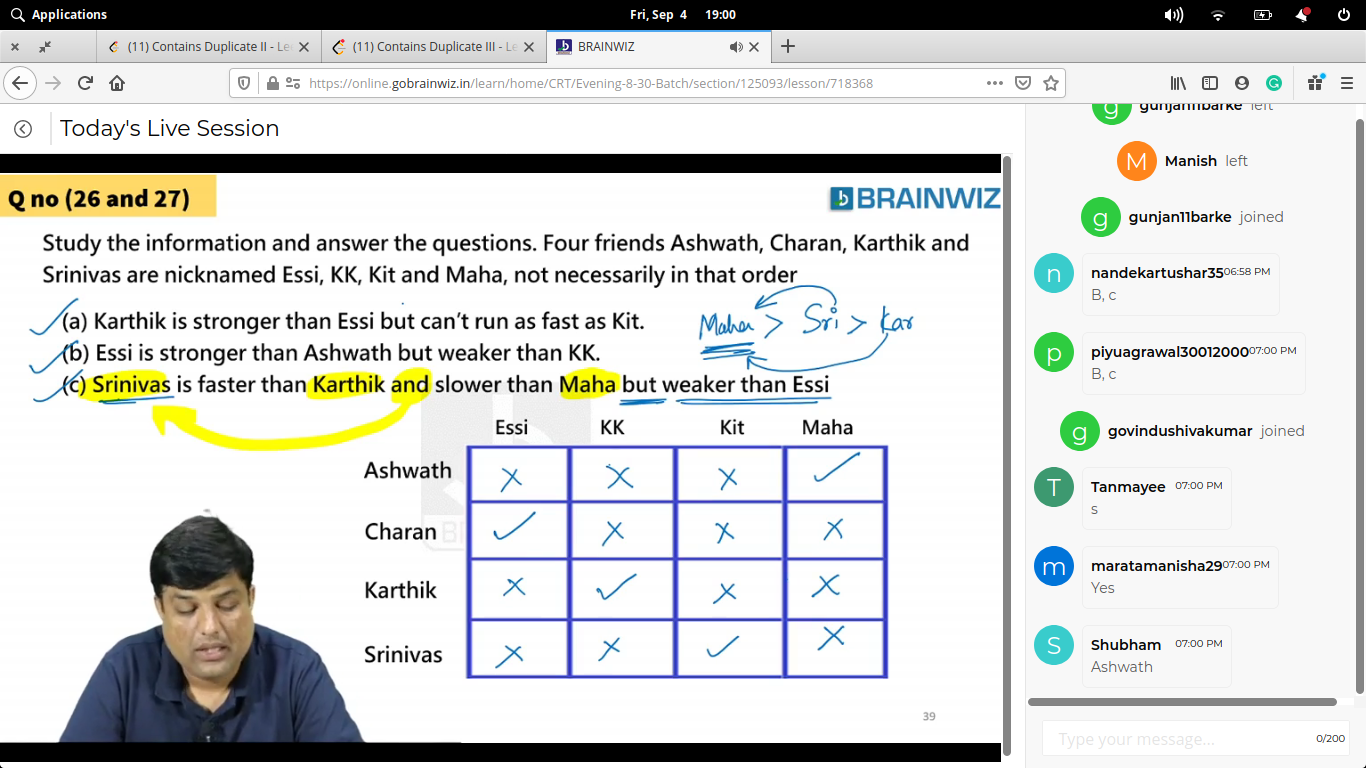 Applications
Fri, Sep 4 19:00
(11) Contains Duplicate II - Le
(11) Contains Duplicate III - Le
BRAINWIZ
https://online.gobrainwiz.in/learn/home/CRT/Evening-8-30-Batch/section/125093/lesson/718368
Today's Live Session
Q no (26 and 27)
BRAINWIZ
Study the information and answer the questions. Four friends Ashwath, Charan, Karthik and
Srinivas are nicknamed Essi, KK, Kit and Maha, not necessarily in that order
(a) Karthik is stronger than Essi but can't run as fast as Kit.
Maha > Sri > Kar
(b) Essi is stronger than Ashwath but weaker than KK.
(c) Srinivas is faster than Karthik and slower than Maha but weaker than Essi
Essi KK Kit Maha
Ashwath x x x ✓
Charan ✓ x x x
Karthik x ✓ x x
Srinivas x x ✓ x
39
g gunjan11barke left
M Manish left
g gunjan11barke joined
n nandekartushar35 06:58 PM
B, c
p piyuagrawal30012000 07:00 PM
B, c
g govindushivakumar joined
T Tanmayee 07:00 PM
s
m maratamanisha29 07:00 PM
Yes
S Shubham 07:00 PM
Ashwath
Type your message... 0/200